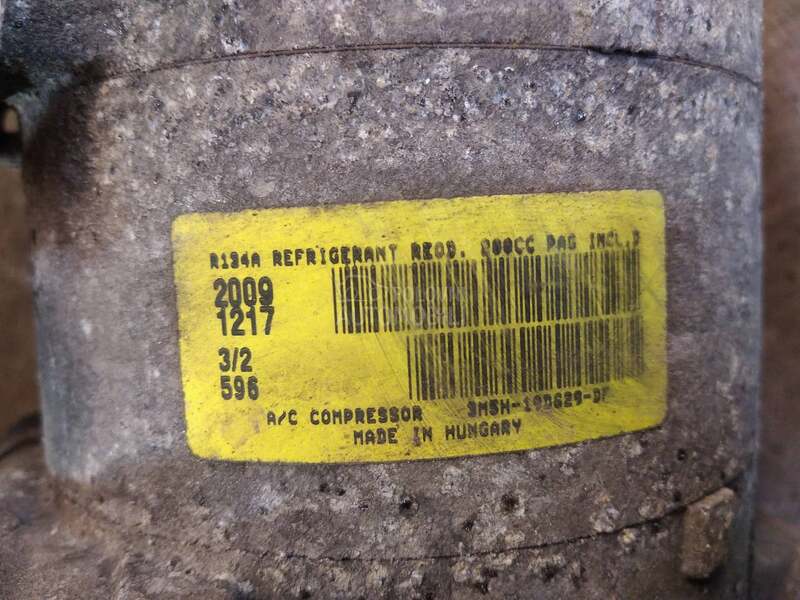 R134A REFRIGERANT REQD. 200CC PAG INCL.D
2009
1217
3/2
596
A/C COMPRESSOR 3M5H-19D629-DF
MADE IN HUNGARY